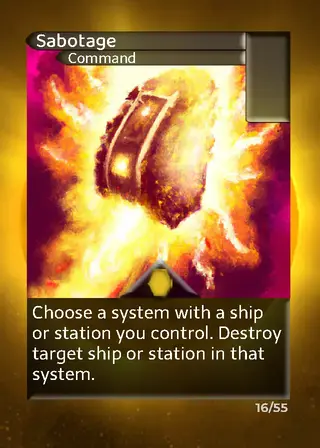 Sabotage
Command
Choose a system with a ship
or station you control. Destroy
target ship or station in that
system.
16/55